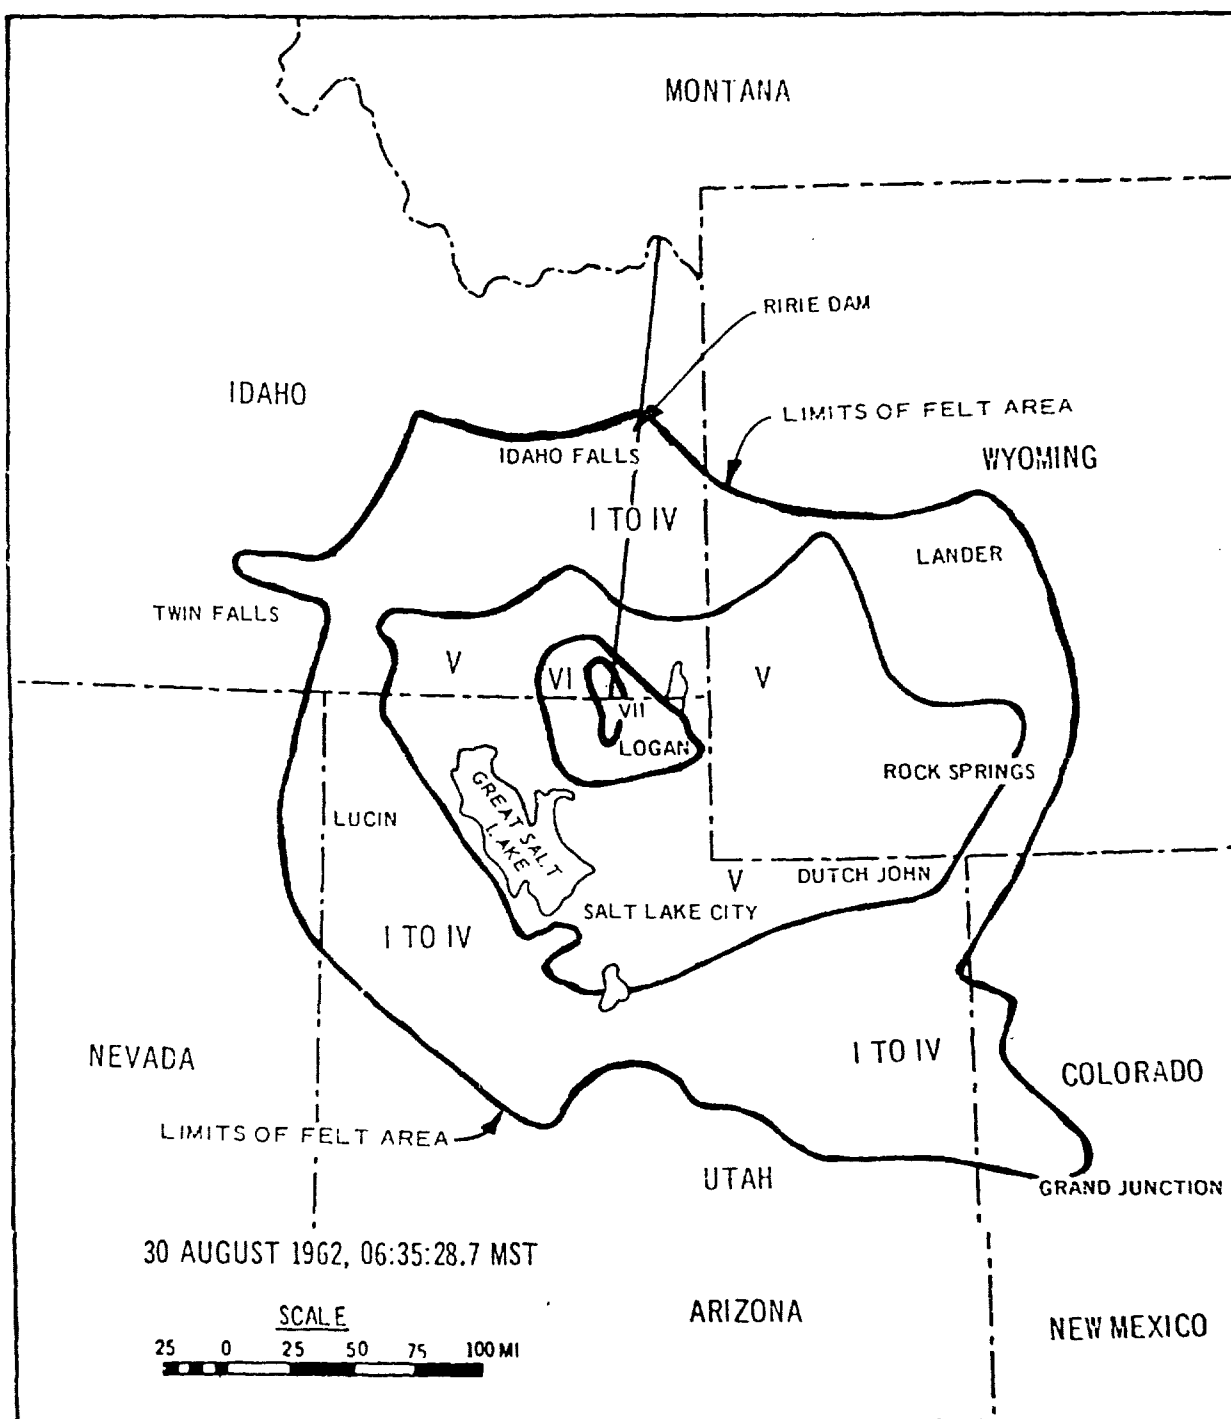 MONTANA
RIRIE DAM
IDAHO
LIMITS OF FELT AREA
IDAHO FALLS
WYOMING
I TO IV
LANDER
TWIN FALLS
V
VI
V
VII
LOGAN
ROCK SPRINGS
GREAT SALT
LAKE
LUCIN
V
DUTCH JOHN
SALT LAKE CITY
I TO IV
I TO IV
NEVADA
COLORADO
LIMITS OF FELT AREA
UTAH
GRAND JUNCTION
30 AUGUST 1962, 06:35:28.7 MST
ARIZONA
SCALE
NEW MEXICO
25 0 25 50 75 100 MI